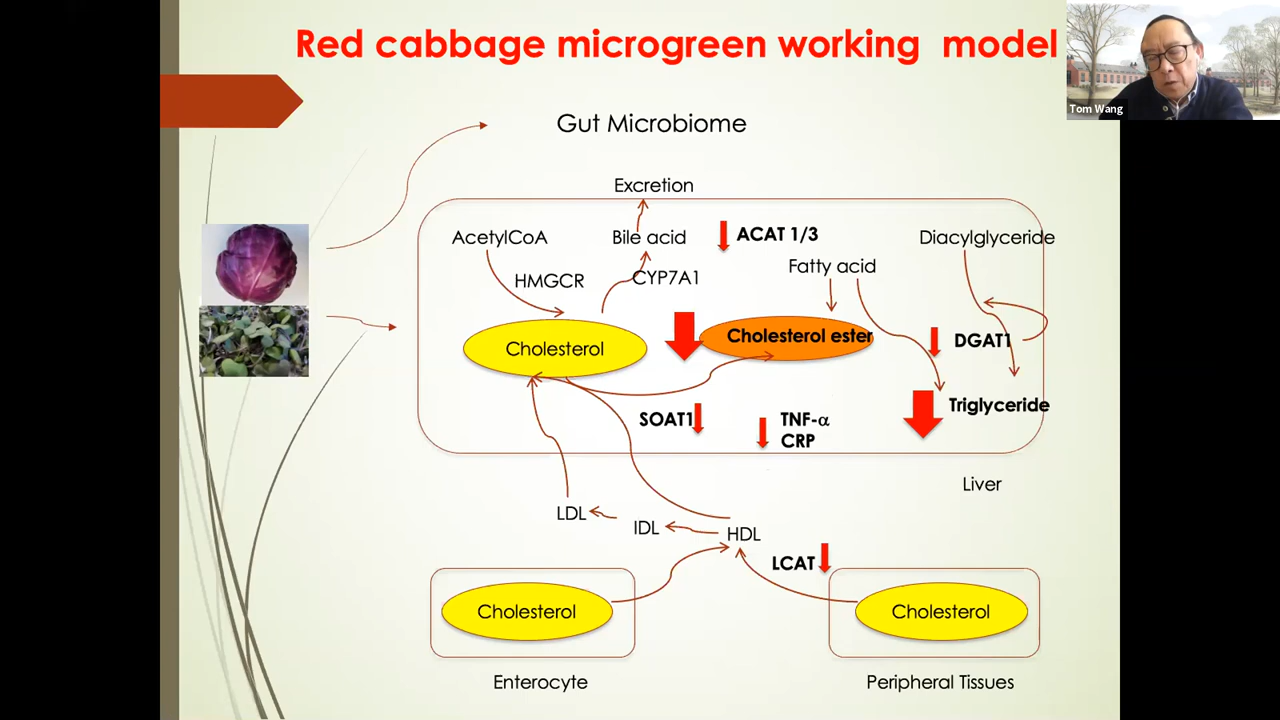 Red cabbage microgreen working model
Tom Wang
Gut Microbiome
Excretion
AcetylCoA
Bile acid
ACAT 1/3
Diacylglyceride
Fatty acid
HMGCR
CYP7A1
Cholesterol
Cholesterol ester
DGAT1
Triglyceride
SOAT1
TNF-α
CRP
Liver
LDL
IDL
HDL
LCAT
Cholesterol
Cholesterol
Enterocyte
Peripheral Tissues